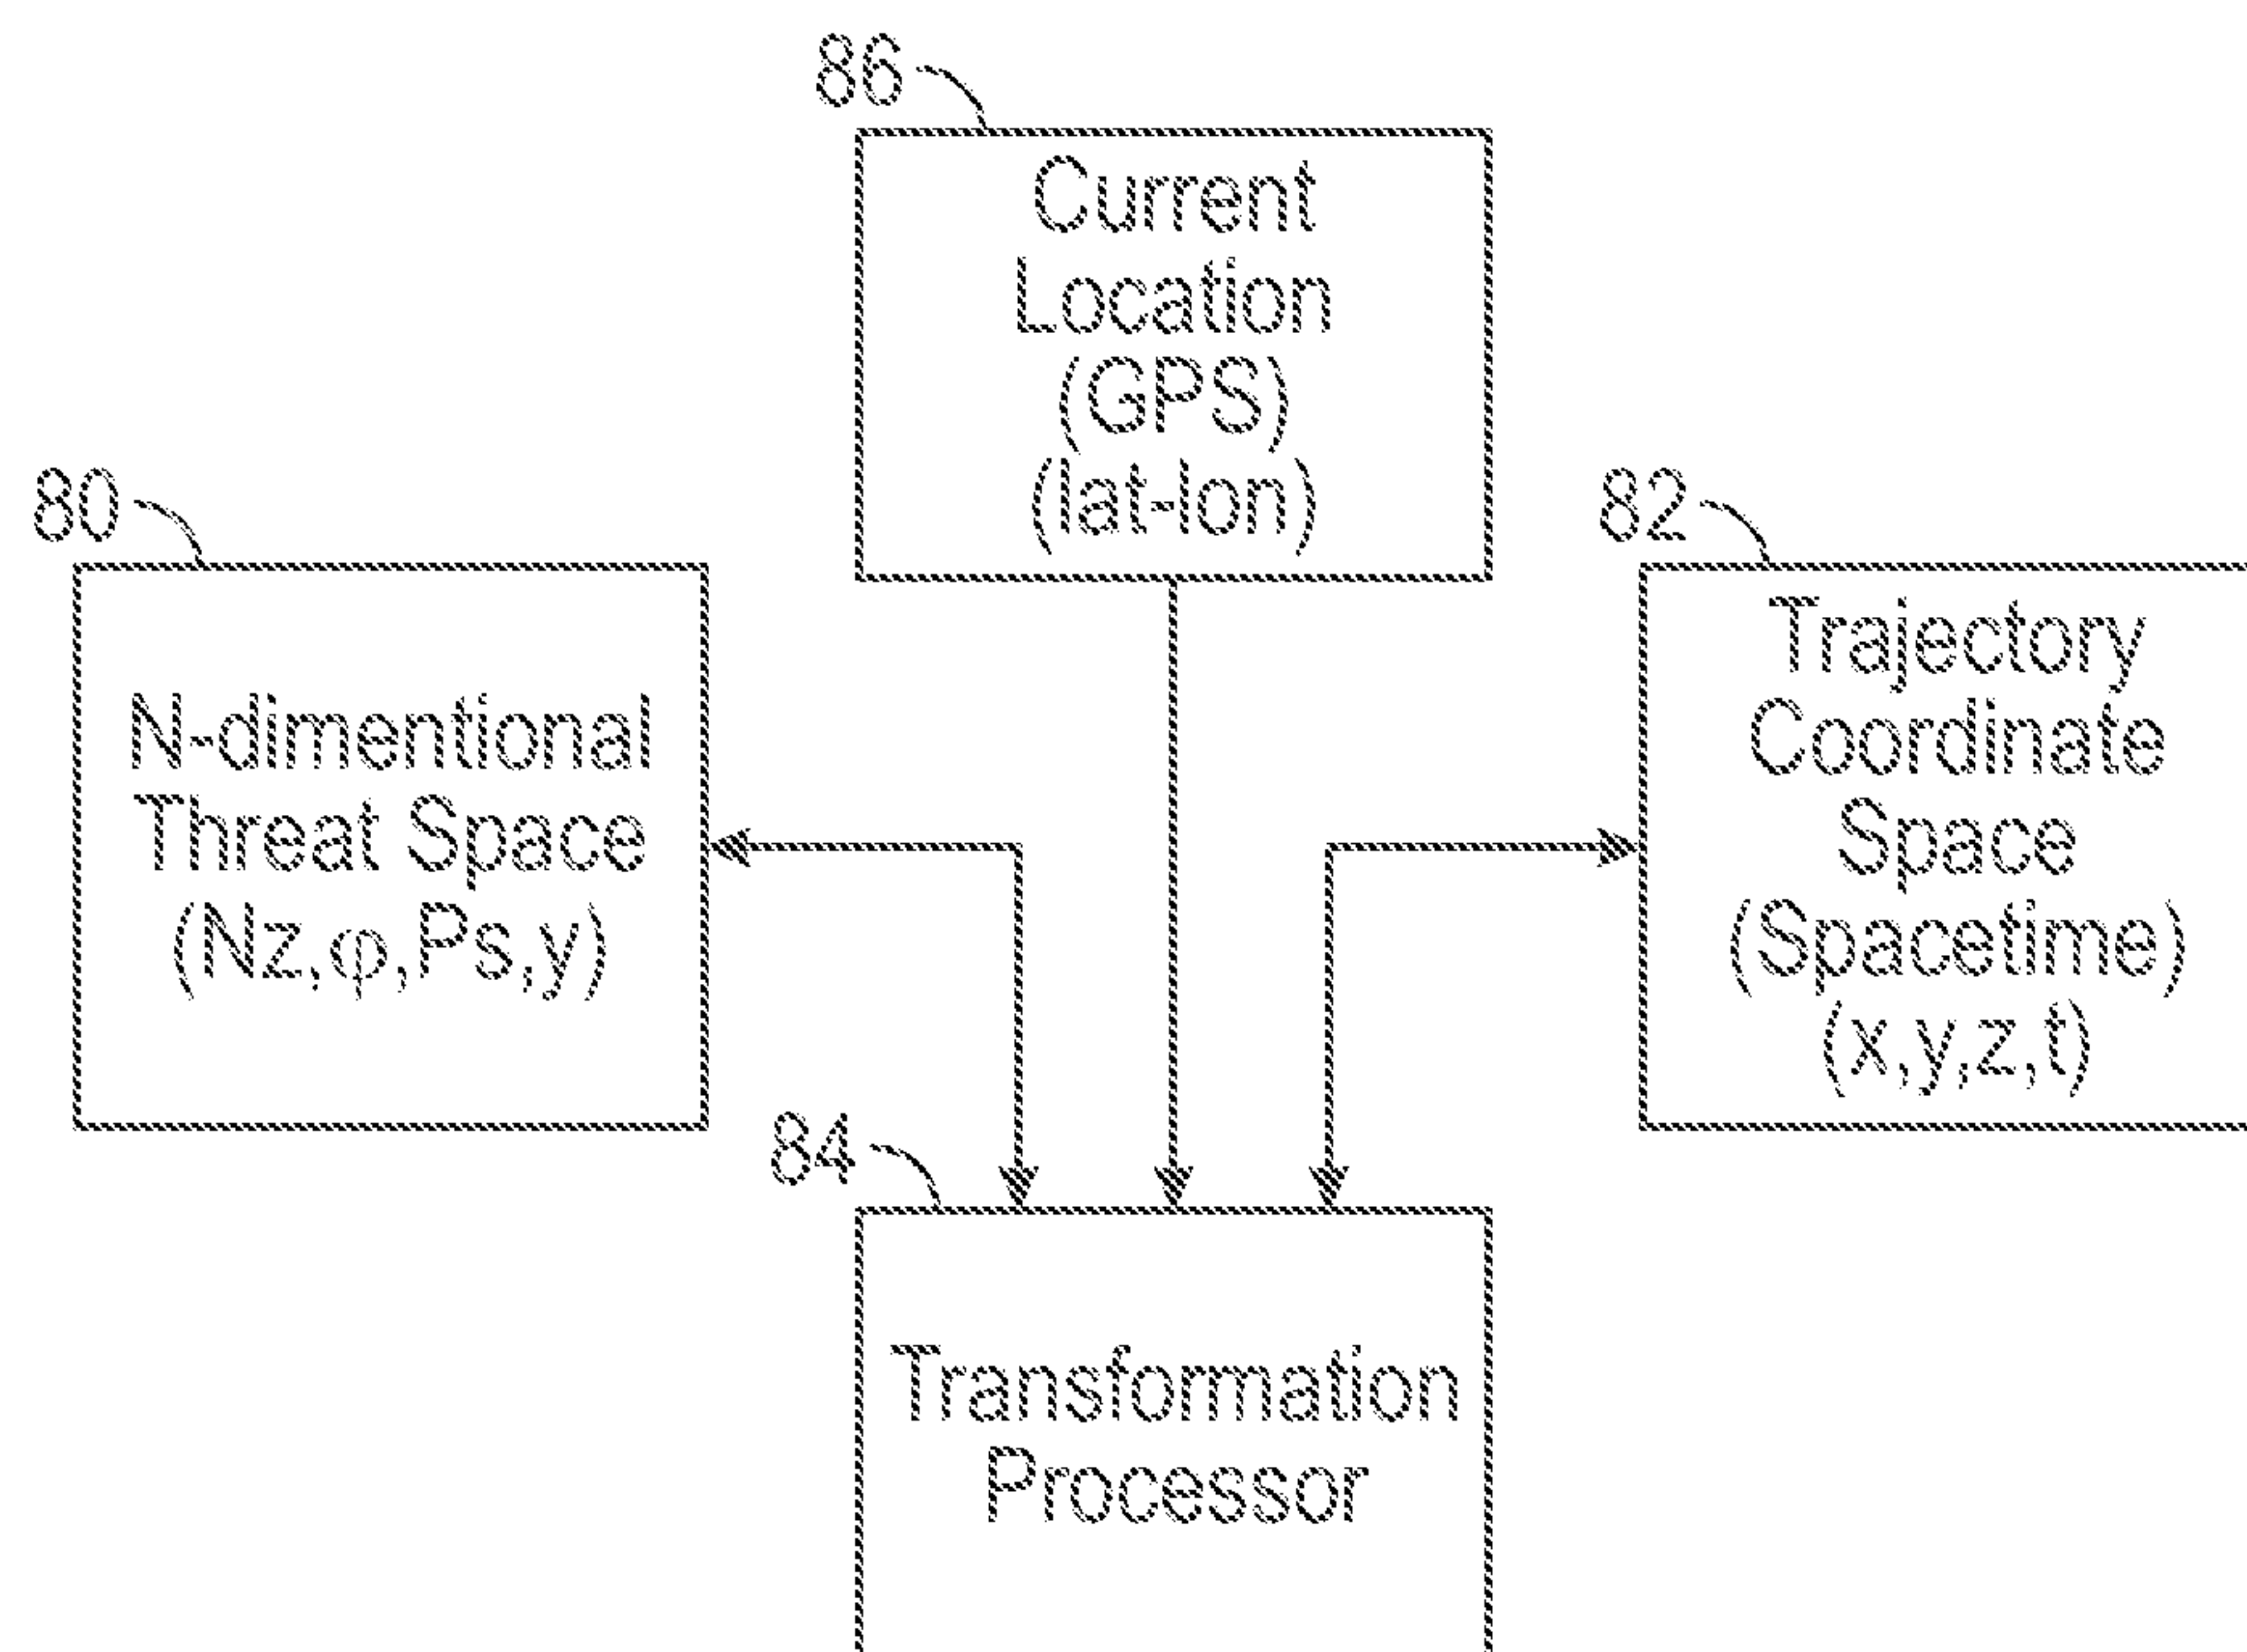 86
Current
Location
(GPS)
(lat-lon)
80
N-dimentional
Threat Space
(Nz,φ,Ps,y)
82
Trajectory
Coordinate
Space
(Spacetime)
(x,y,z,t)
84
Transformation
Processor